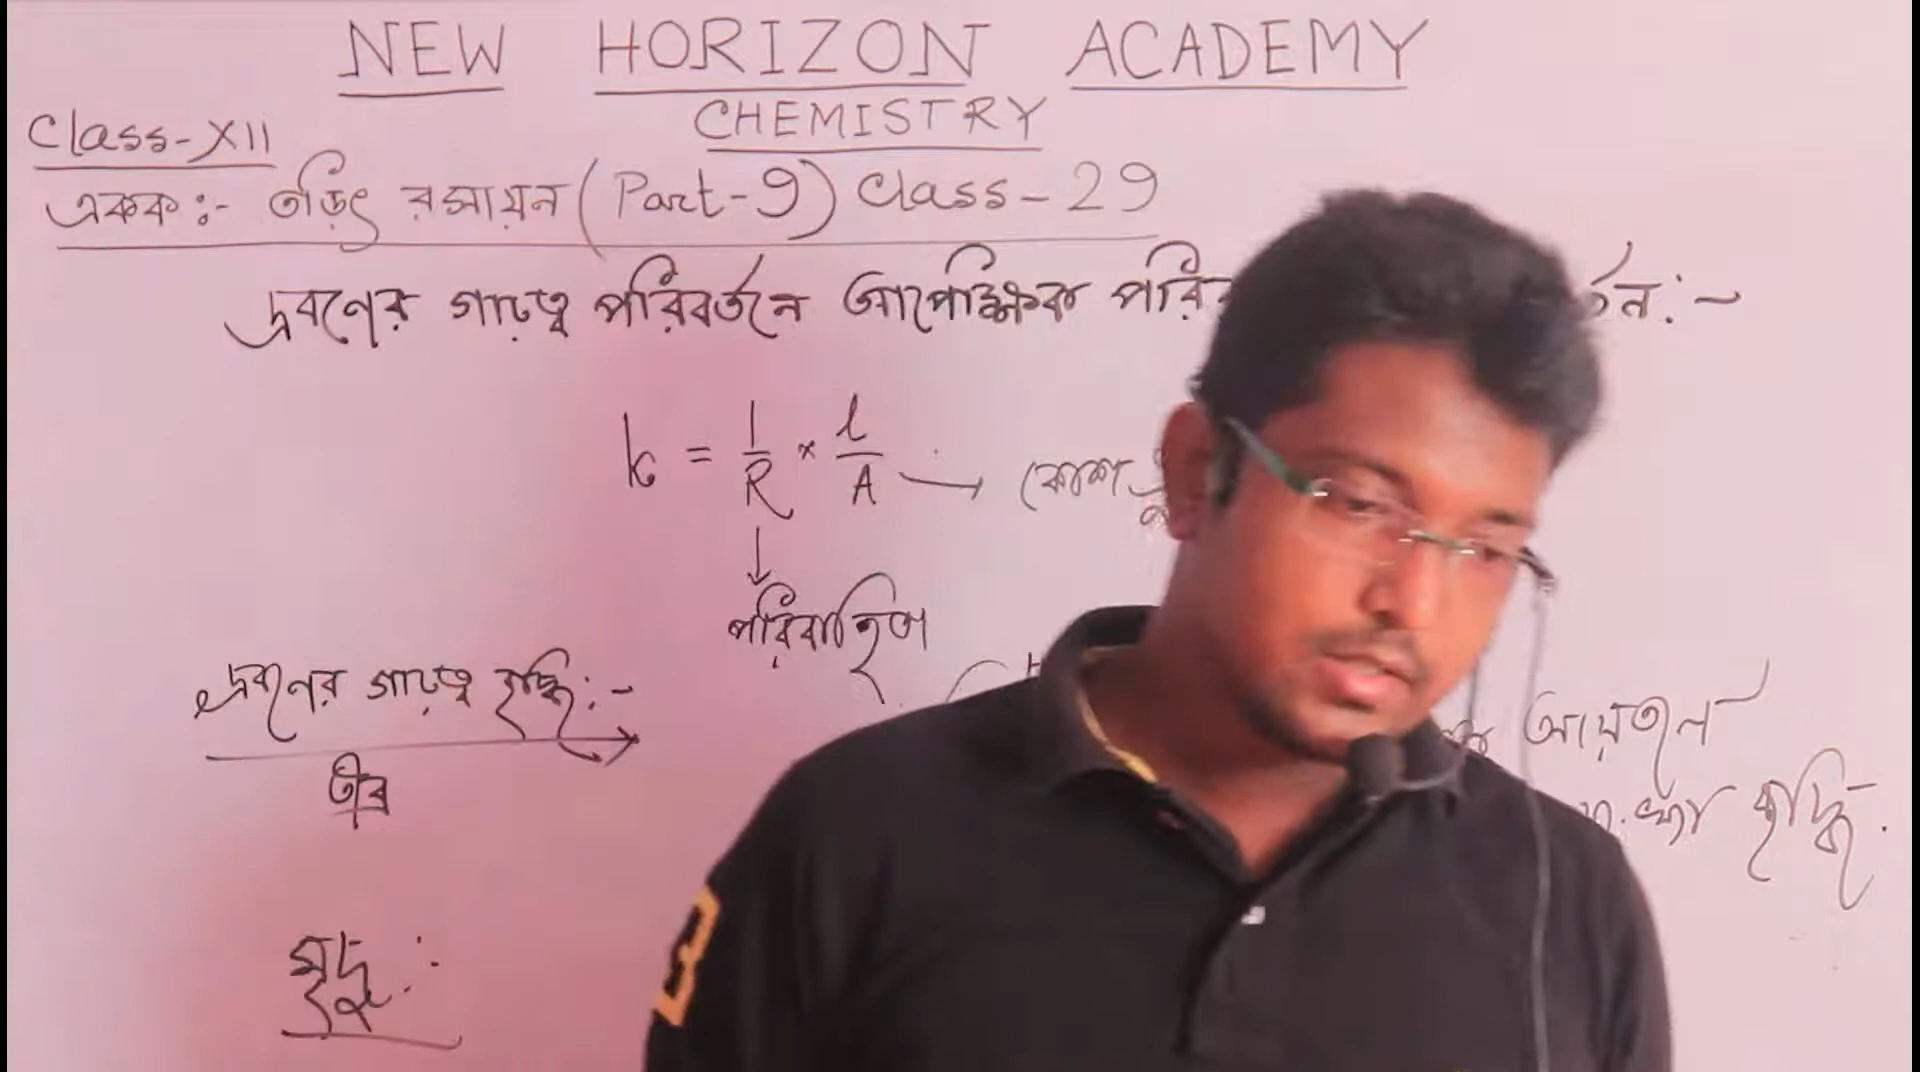 NEW HORIZON ACADEMY
CHEMISTRY
Class-XII
একক:- তড়িৎ রসায়ন (Part-9) Class-29
দ্রবণের গাঢ়ত্ব পরিবর্তনে আপেক্ষিক
k = 1/R × l/A → কোশ
↓
পরিবাহিতা
দ্রবণের গাঢ়ত্ব বৃদ্ধি:-
আয়তনে
তীব্র
বৃদ্ধি.
মৃদু: